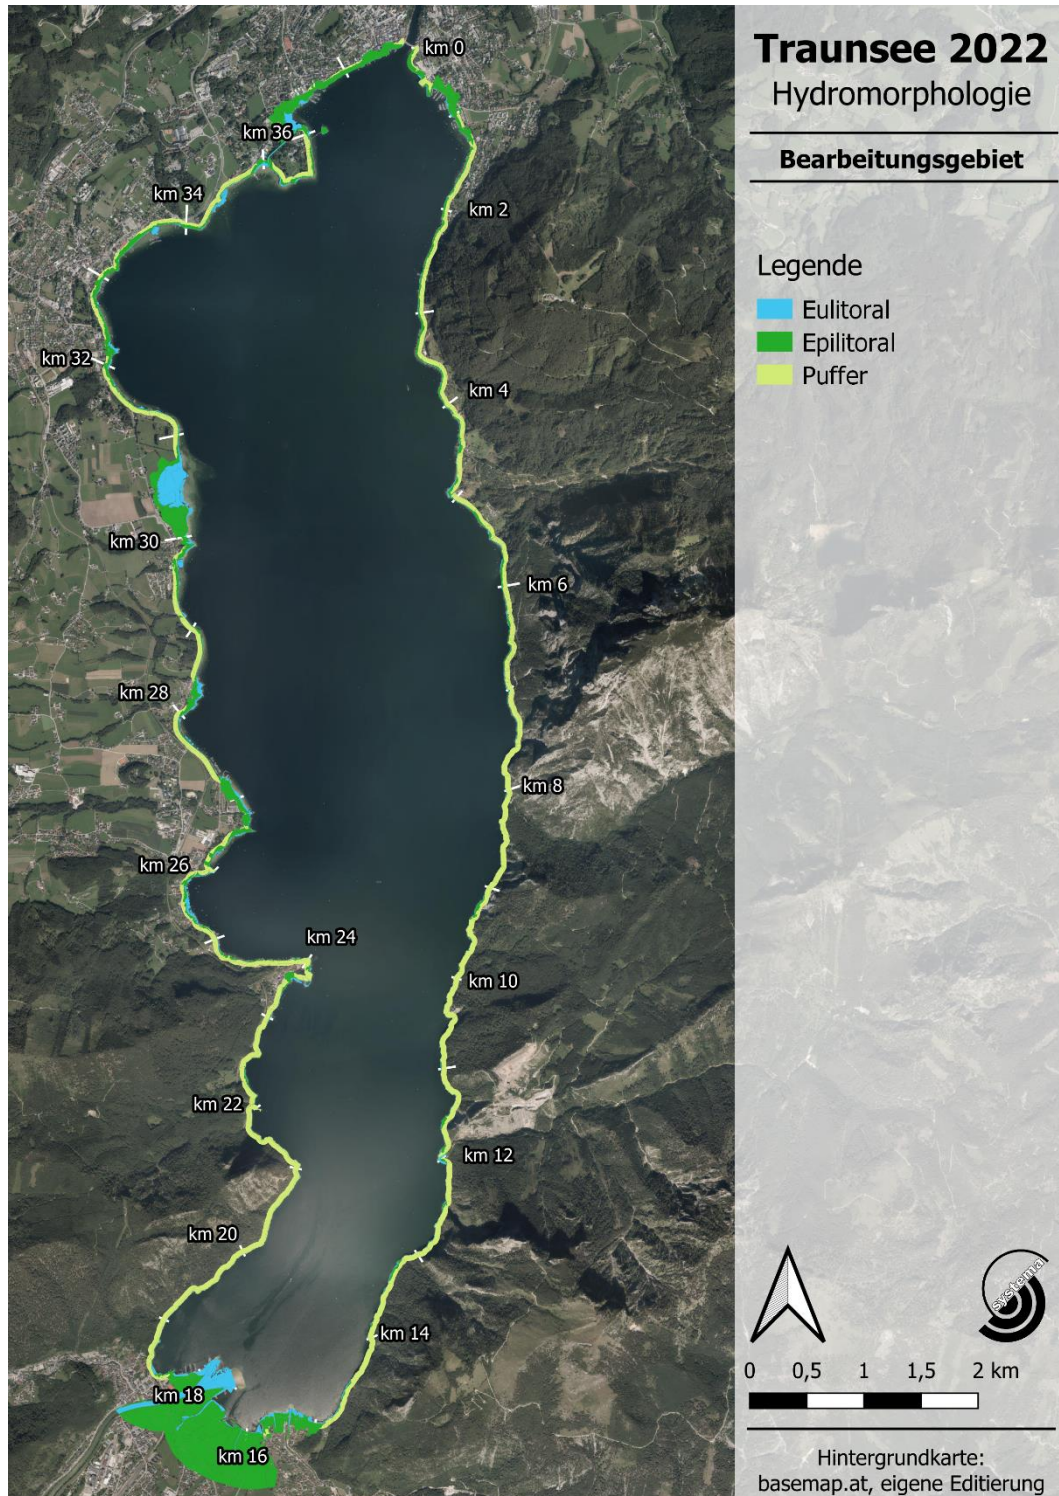 Traunsee 2022
Hydromorphologie
Bearbeitungsgebiet
Legende
Eulitoral
Epilitoral
Puffer
km 0
km 36
km 34
km 2
km 32
km 4
km 30
km 6
km 28
km 8
km 26
km 24
km 10
km 22
km 12
km 20
km 14
km 18
km 16
systema
0 0,5 1 1,5 2 km
Hintergrundkarte:
basemap.at, eigene Editierung